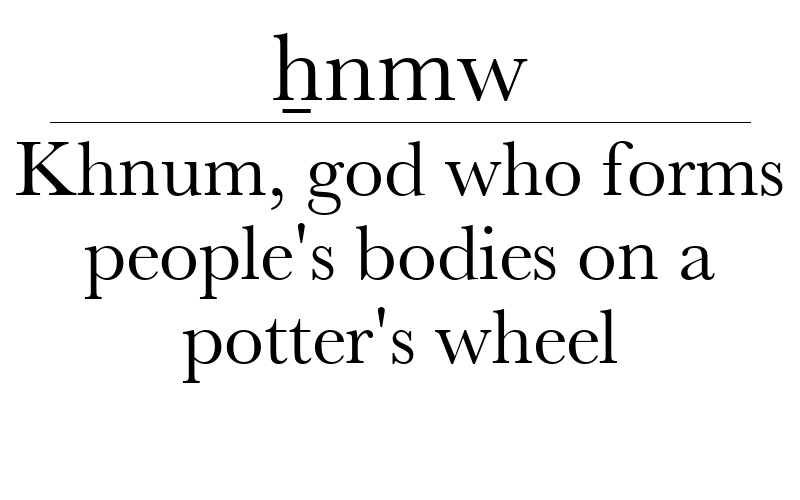 ẖnmw
Khnum, god who forms
people's bodies on a
potter's wheel